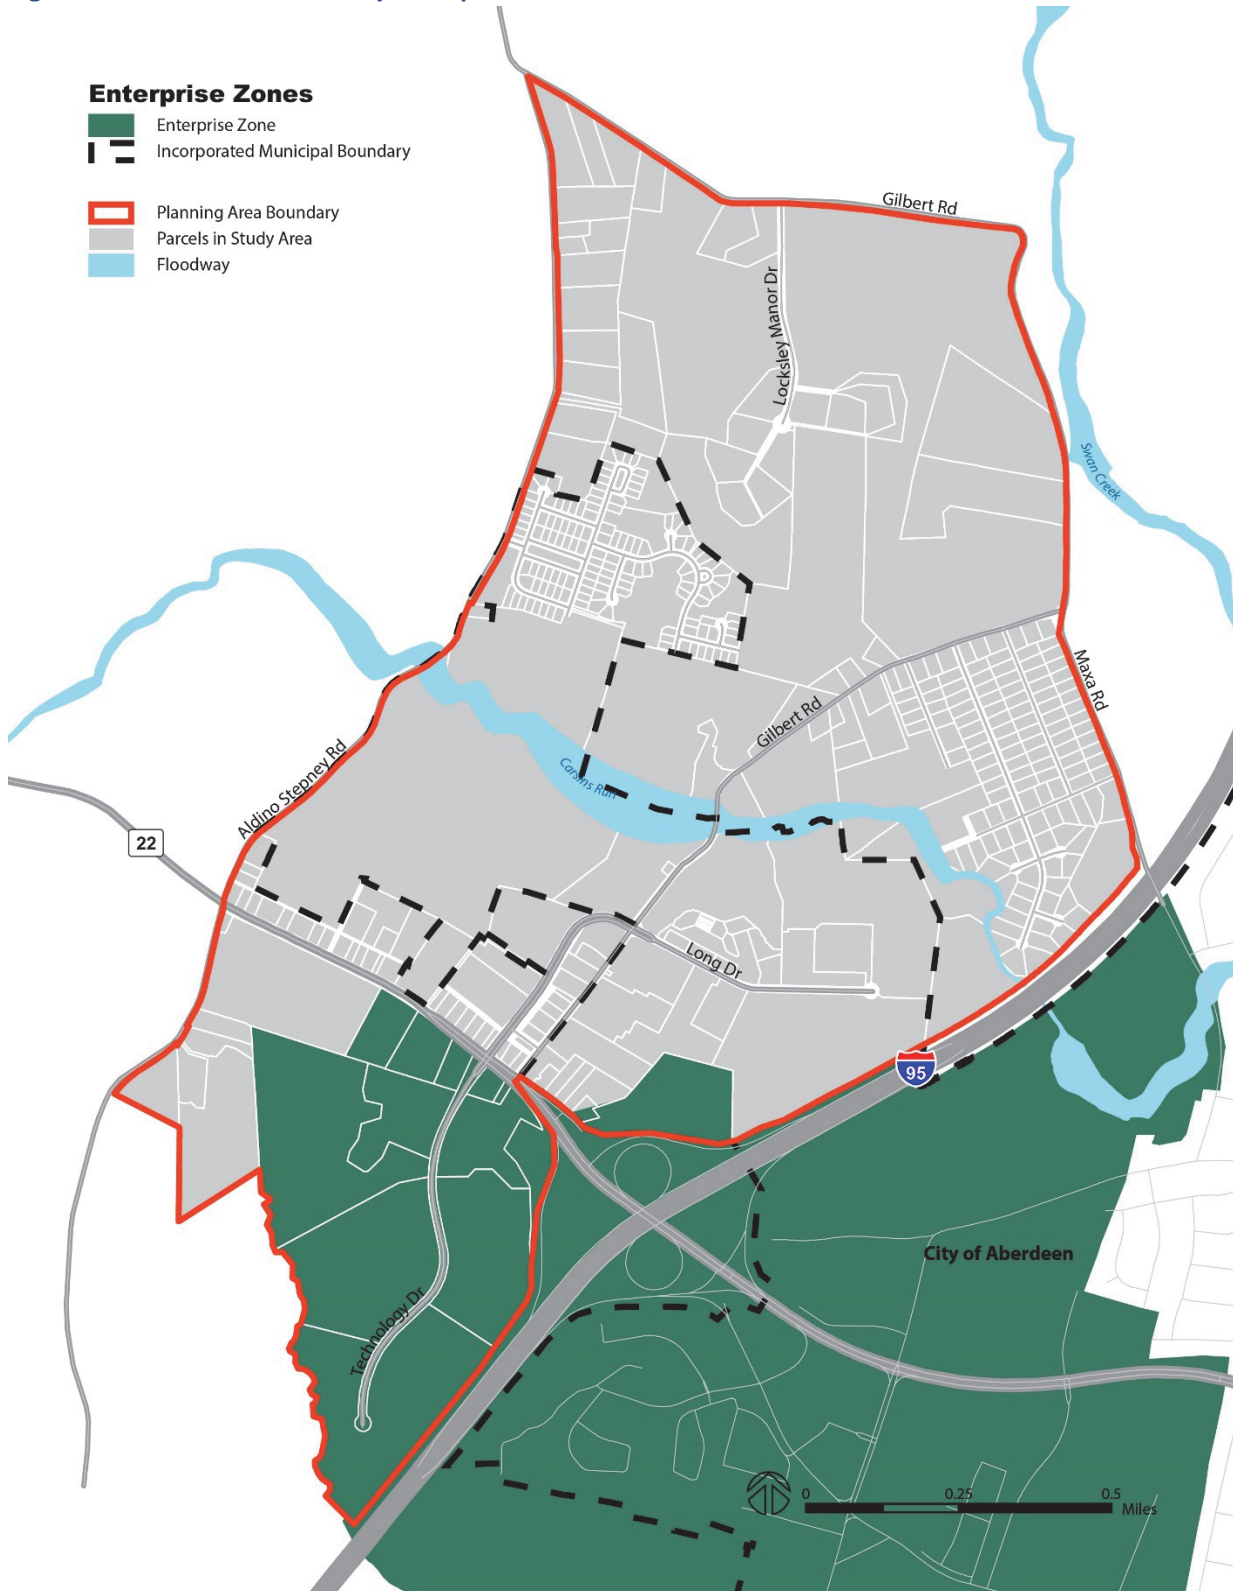 Enterprise Zones
Enterprise Zone
Incorporated Municipal Boundary
Planning Area Boundary
Parcels in Study Area
Floodway
Gilbert Rd
Locksley Manor Dr
Swan Creek
Maxa Rd
Gilbert Rd
Carsins Run
Aldino Stepney Rd
22
Long Dr
95
City of Aberdeen
Technology Dr
0 0.25 0.5
Miles